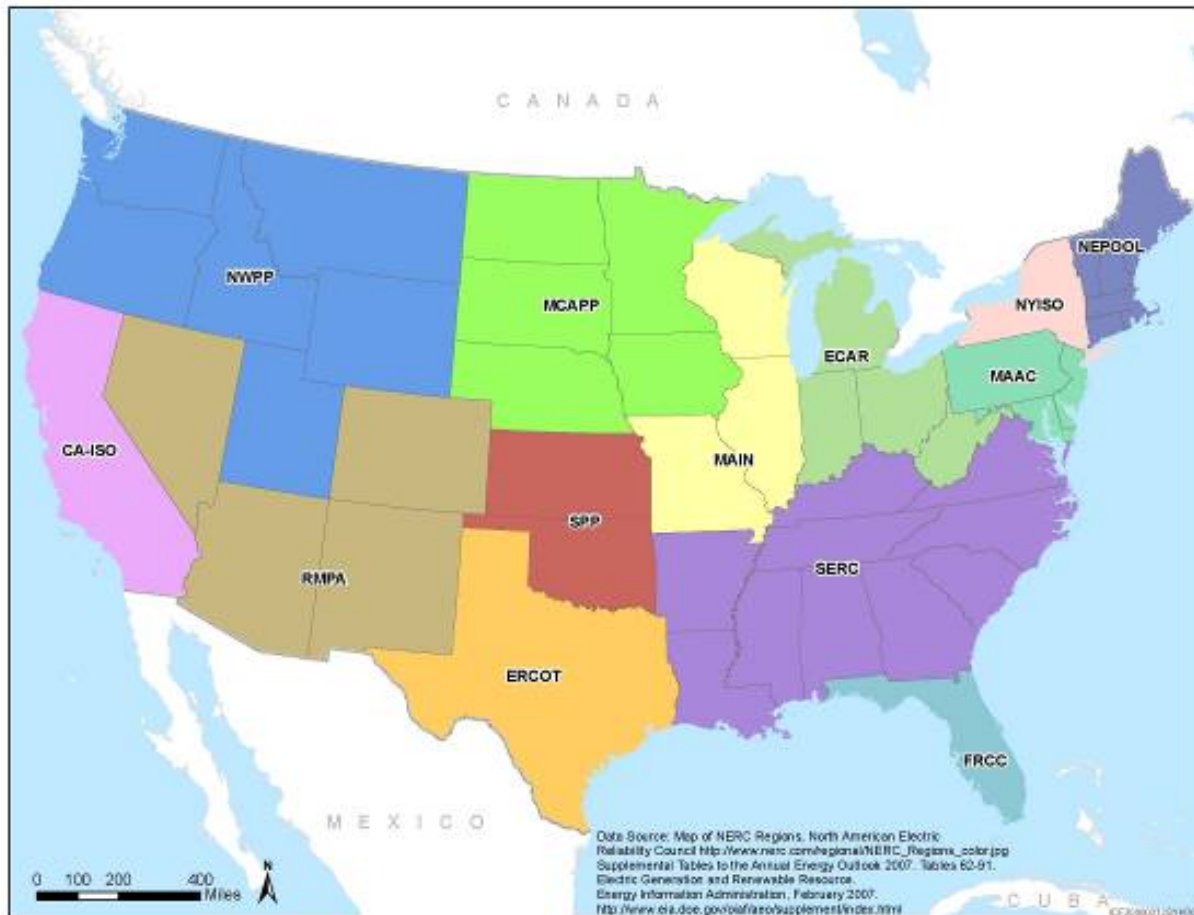 C A N A D A
NEPOOL
NWPP
MCAPP
NYISO
ECAR
MAAC
CA-ISO
MAIN
SPP
SERC
RMPA
ERCOT
FRCC
M E X I C O
Data Source: Map of NERC Regions. North American Electric
Reliability Council http://www.nerc.com/regional/NERC_Regions_color.jpg
Supplemental Tables to the Annual Energy Outlook 2007. Tables 62-91.
Electric Generation and Renewable Resource.
Energy Information Administration, February 2007.
http://www.eia.doe.gov/oiaf/aeo/supplement/index.html
N
0 100 200 400
Miles
C U B A